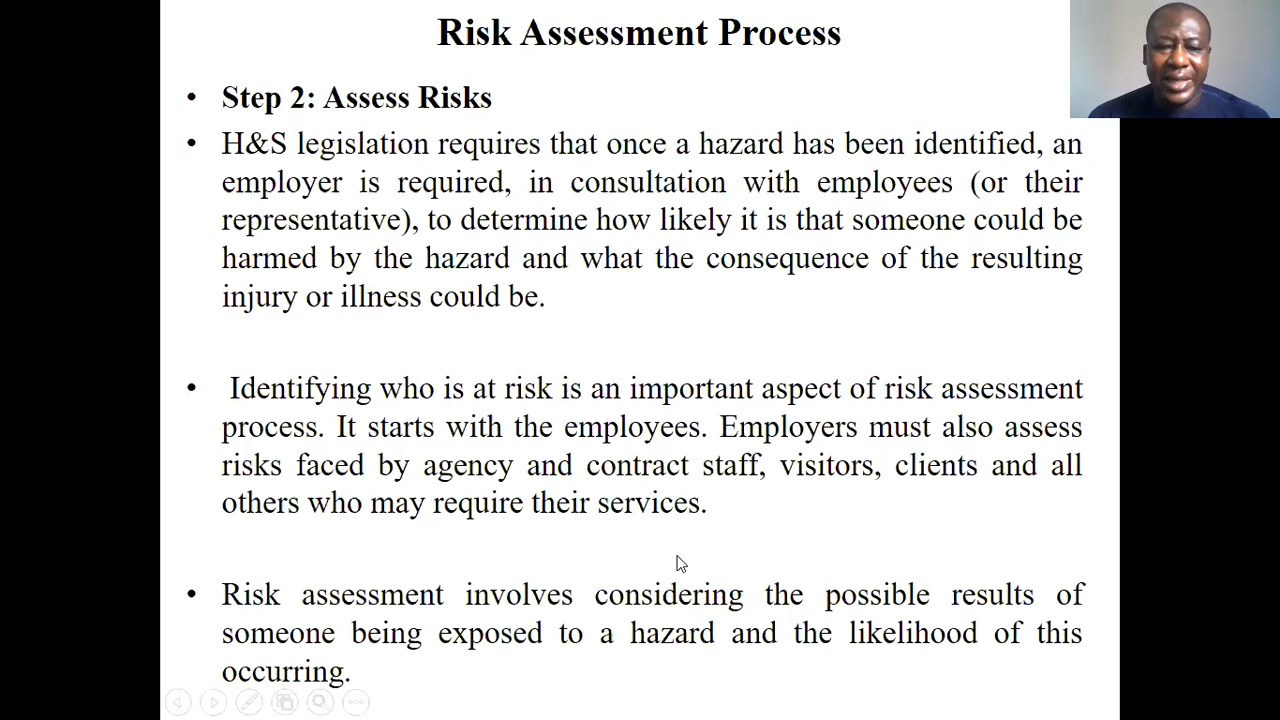 Risk Assessment Process
• Step 2: Assess Risks
• H&S legislation requires that once a hazard has been identified, an
employer is required, in consultation with employees (or their
representative), to determine how likely it is that someone could be
harmed by the hazard and what the consequence of the resulting
injury or illness could be.
• Identifying who is at risk is an important aspect of risk assessment
process. It starts with the employees. Employers must also assess
risks faced by agency and contract staff, visitors, clients and all
others who may require their services.
• Risk assessment involves considering the possible results of
someone being exposed to a hazard and the likelihood of this
occurring.